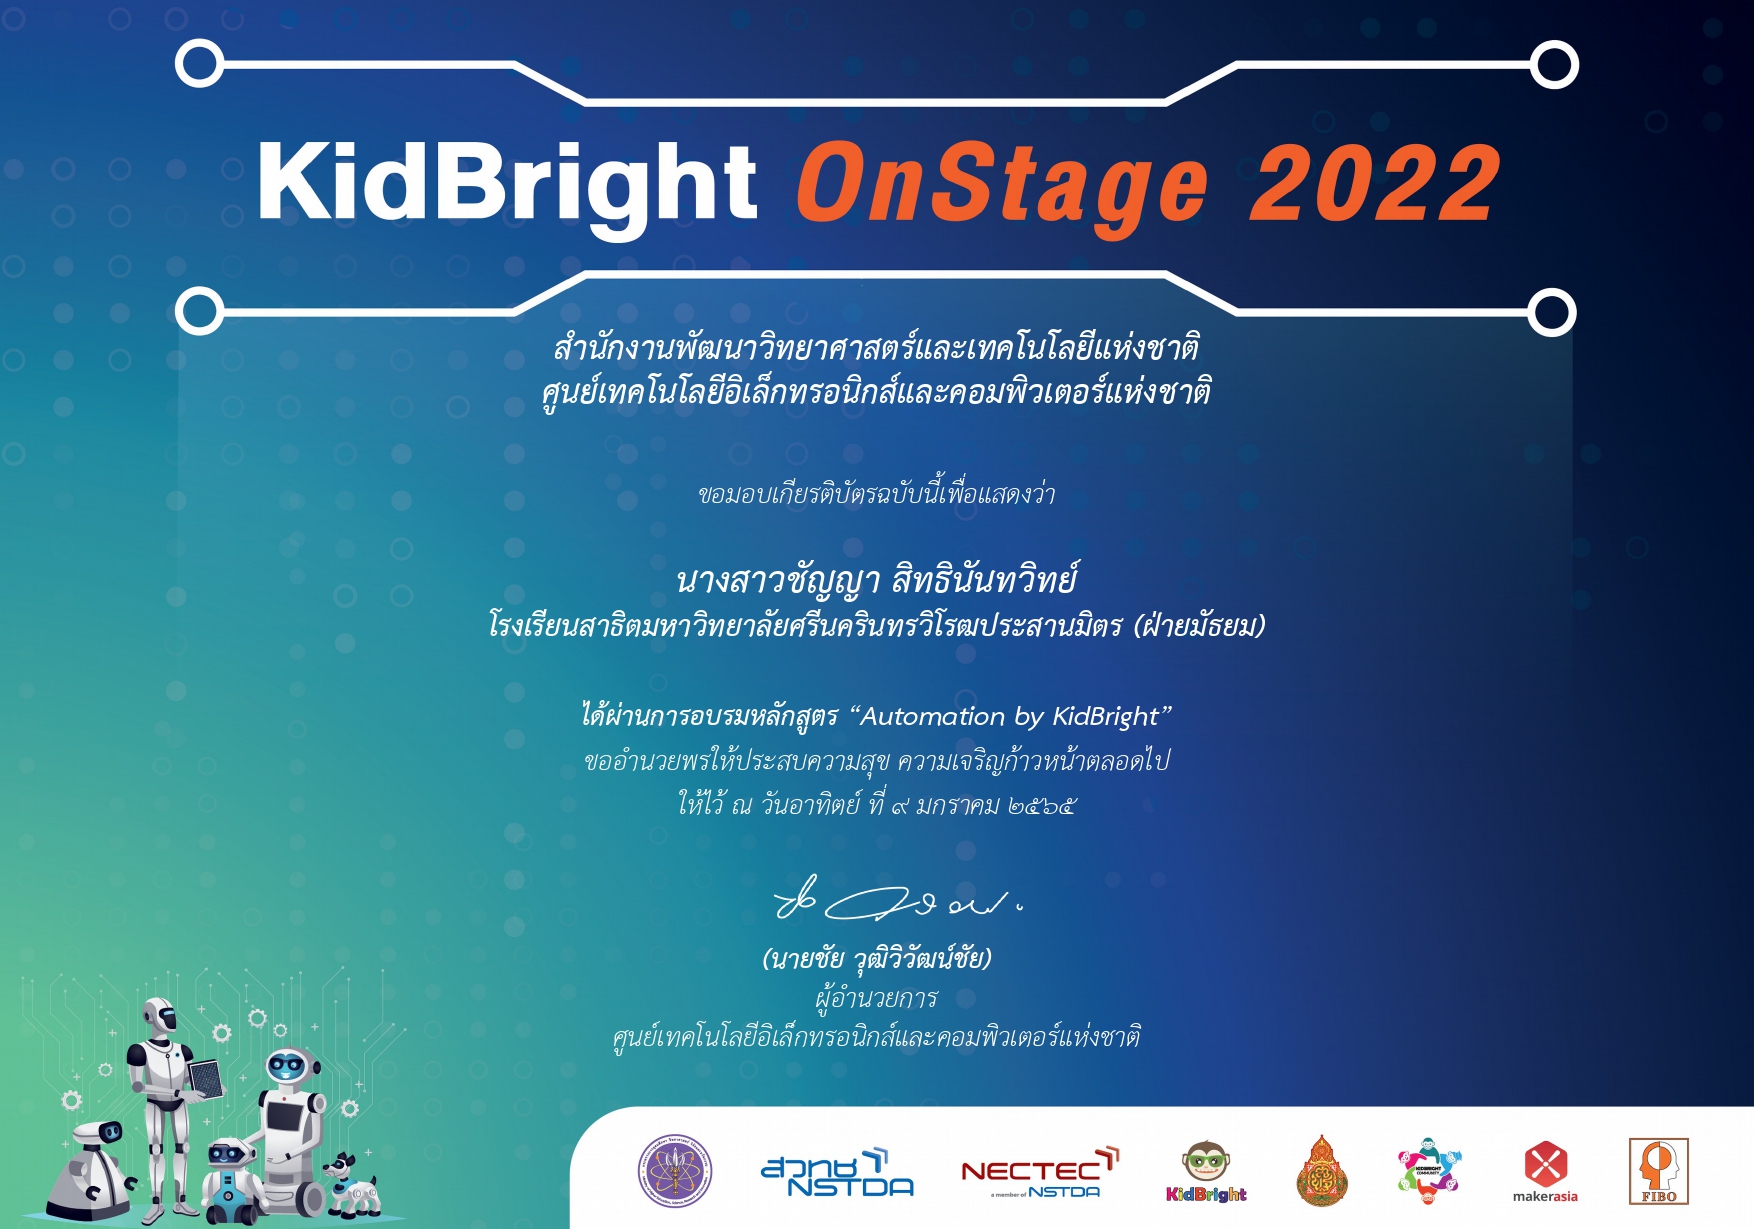 KidBright OnStage 2022
สำนักงานพัฒนาวิทยาศาสตร์และเทคโนโลยีแห่งชาติ
ศูนย์เทคโนโลยีอิเล็กทรอนิกส์และคอมพิวเตอร์แห่งชาติ
ขอมอบเกียรติบัตรฉบับนี้เพื่อแสดงว่า
นางสาวชัญญา สิทธินันทวิทย์
โรงเรียนสาธิตมหาวิทยาลัยศรีนครินทรวิโรฒประสานมิตร (ฝ่ายมัธยม)
ได้ผ่านการอบรมหลักสูตร “Automation by KidBright”
ขออำนวยพรให้ประสบความสุข ความเจริญก้าวหน้าตลอดไป
ให้ไว้ ณ วันอาทิตย์ ที่ ๙ มกราคม ๒๕๖๕
(นายชัย วุฒิวิวัฒน์ชัย)
ผู้อำนวยการ
ศูนย์เทคโนโลยีอิเล็กทรอนิกส์และคอมพิวเตอร์แห่งชาติ
สวทช
NSTDA
NECTEC
a member of NSTDA
KidBright
KIDBRIGHT
COMMUNITY
makerasia
FIBO